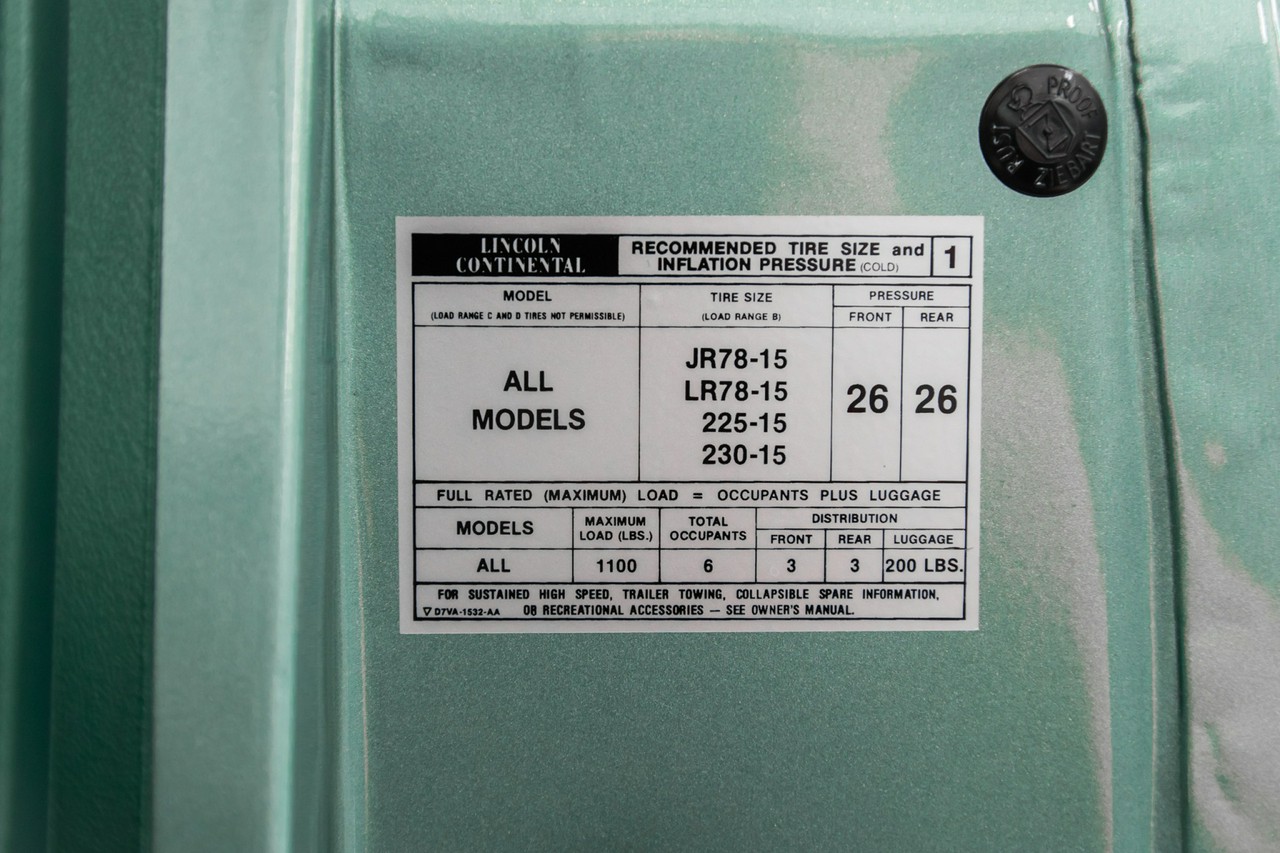 PROOF
RUST
ZIEBART
LINCOLN
CONTINENTAL
RECOMMENDED TIRE SIZE and
INFLATION PRESSURE (COLD)
1
MODEL
(LOAD RANGE C AND D TIRES NOT PERMISSIBLE)
TIRE SIZE
(LOAD RANGE B)
PRESSURE
FRONT REAR
ALL
MODELS
JR78-15
LR78-15
225-15
230-15
26 26
FULL RATED (MAXIMUM) LOAD = OCCUPANTS PLUS LUGGAGE
MODELS
MAXIMUM
LOAD (LBS.)
TOTAL
OCCUPANTS
DISTRIBUTION
FRONT REAR LUGGAGE
ALL 1100 6 3 3 200 LBS.
FOR SUSTAINED HIGH SPEED, TRAILER TOWING, COLLAPSIBLE SPARE INFORMATION,
▽ D7VA-1532-AA OR RECREATIONAL ACCESSORIES — SEE OWNER'S MANUAL.